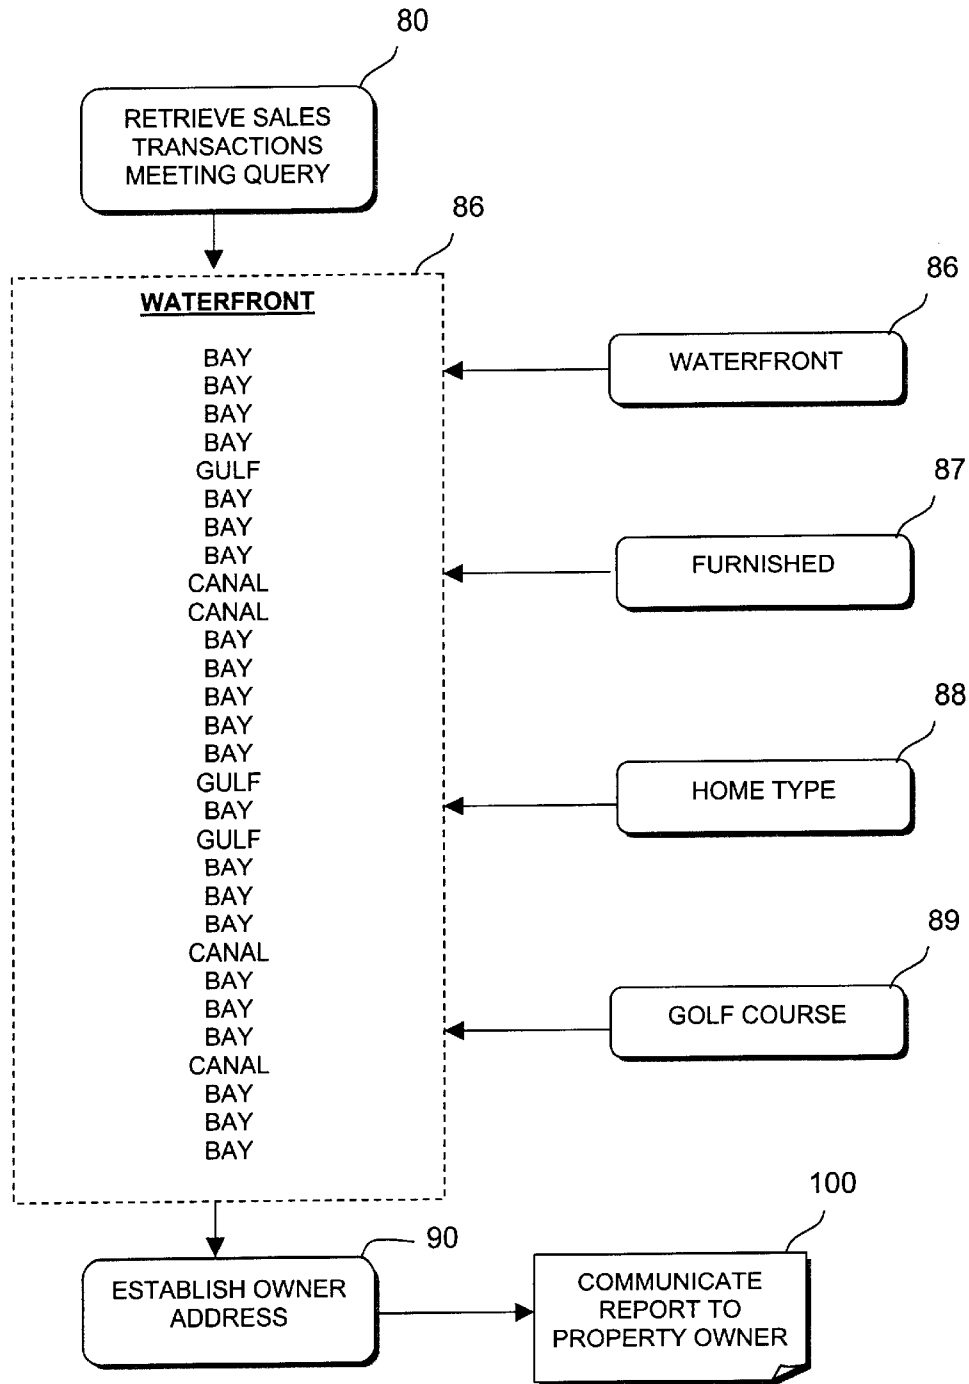 80
RETRIEVE SALES
TRANSACTIONS
MEETING QUERY
86
WATERFRONT
BAY
BAY
BAY
BAY
GULF
BAY
BAY
BAY
CANAL
CANAL
BAY
BAY
BAY
BAY
BAY
GULF
BAY
GULF
BAY
BAY
BAY
CANAL
BAY
BAY
BAY
CANAL
BAY
BAY
BAY
86
WATERFRONT
87
FURNISHED
88
HOME TYPE
89
GOLF COURSE
90
ESTABLISH OWNER
ADDRESS
100
COMMUNICATE
REPORT TO
PROPERTY OWNER